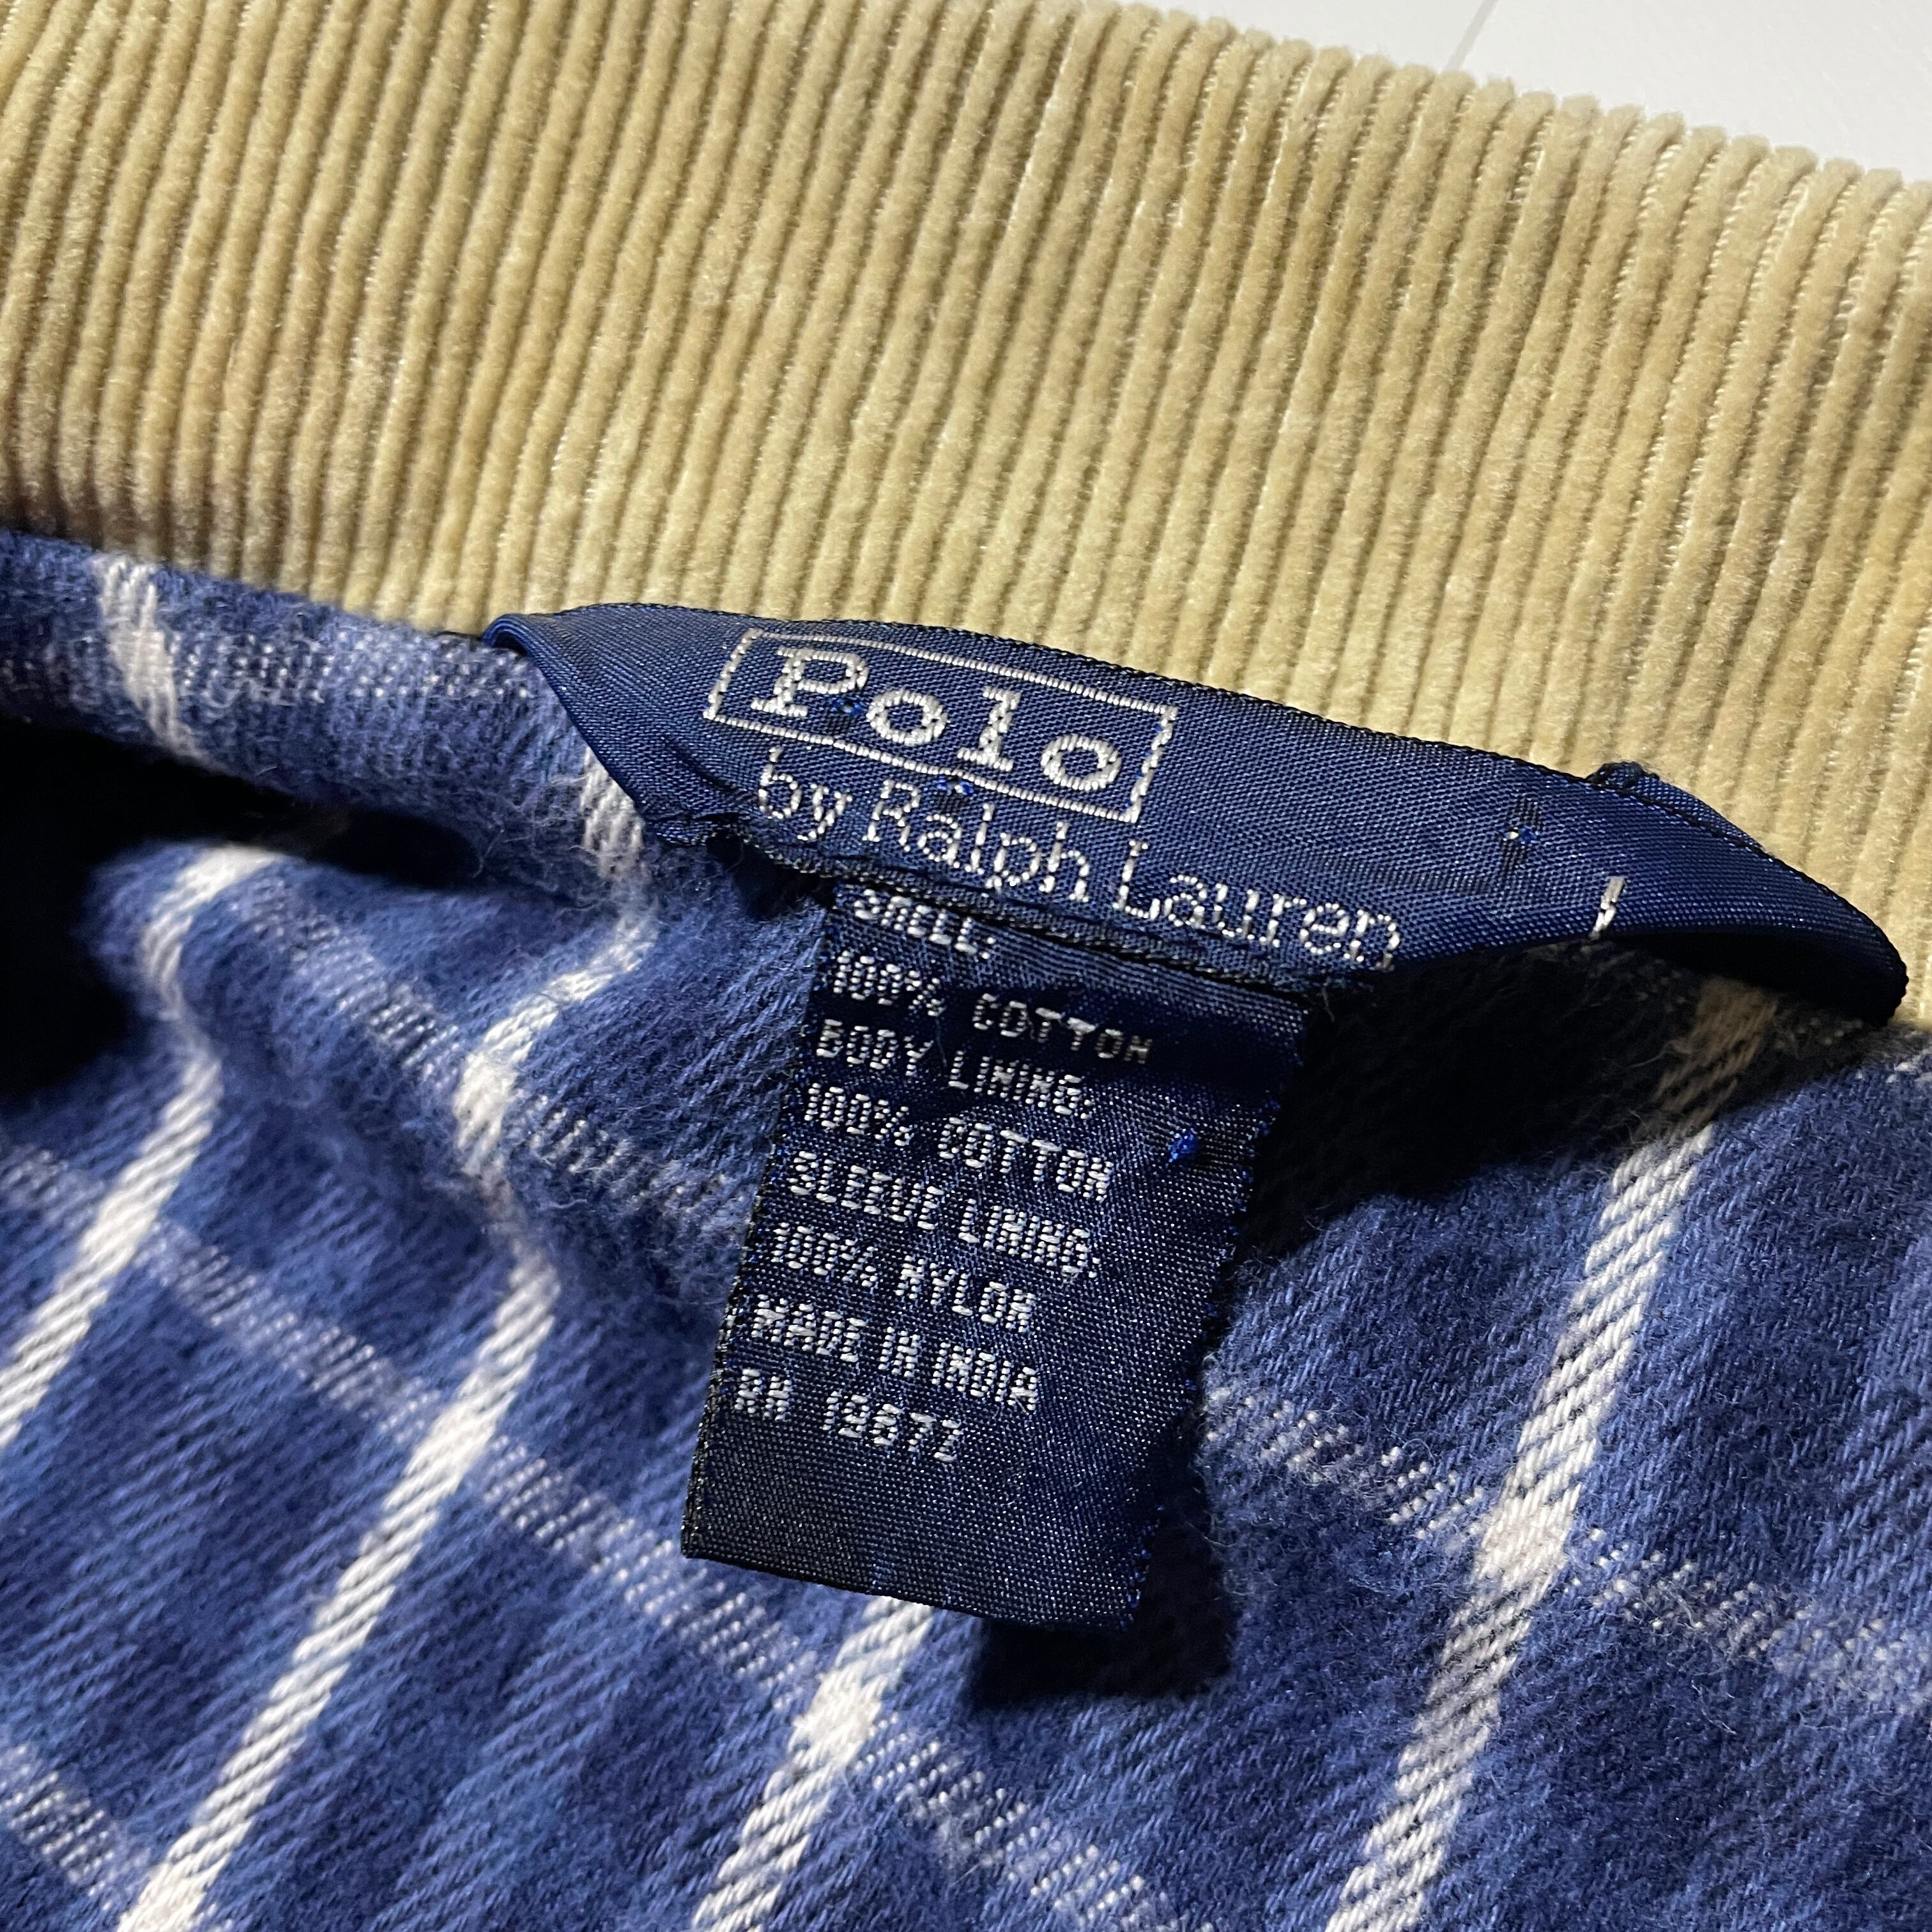 Polo
by Ralph Lauren
SHELL:
100% COTTON
BODY LINING:
100% COTTON
SLEEVE LINING:
100% NYLON
MADE IN INDIA
RN 19672